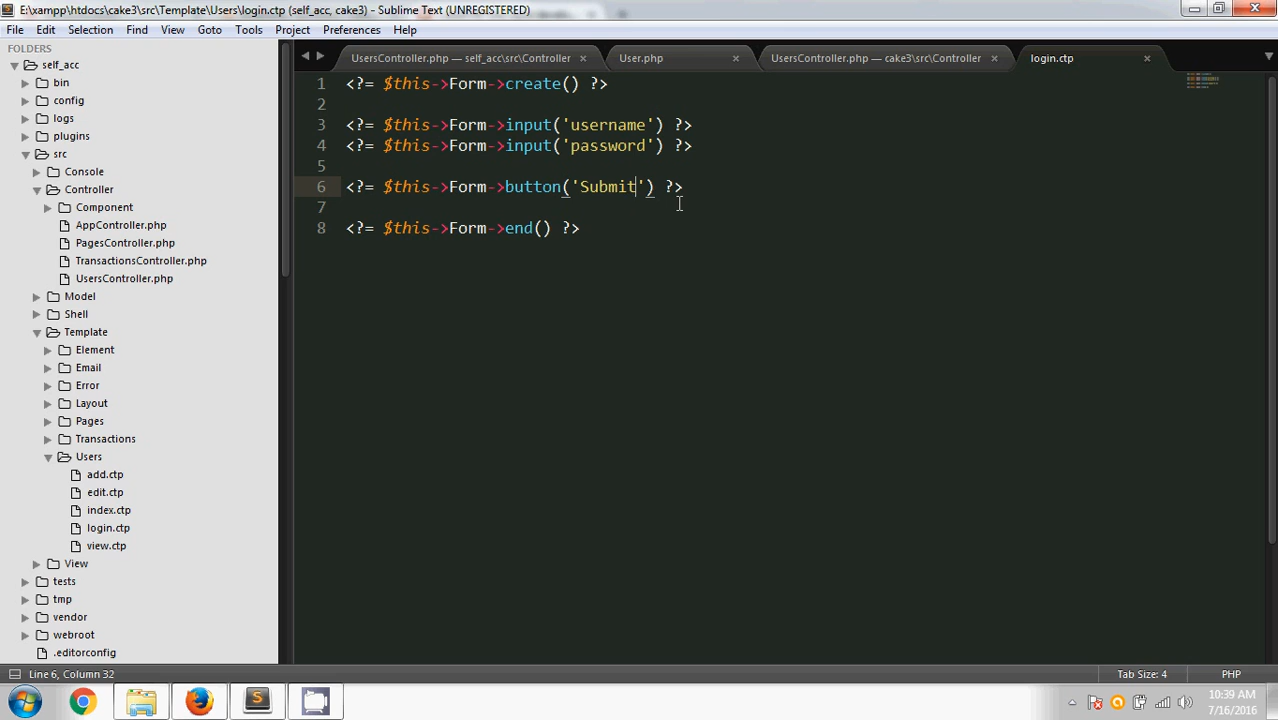 E:\xampp\htdocs\cake3\src\Template\Users\login.ctp (self_acc, cake3) - Sublime Text (UNREGISTERED)
File Edit Selection Find View Goto Tools Project Preferences Help
FOLDERS
self_acc
bin
config
logs
plugins
src
Console
Controller
Component
AppController.php
PagesController.php
TransactionsController.php
UsersController.php
Model
Shell
Template
Element
Email
Error
Layout
Pages
Transactions
Users
add.ctp
edit.ctp
index.ctp
login.ctp
view.ctp
View
tests
tmp
vendor
webroot
.editorconfig
UsersController.php — self_acc\src\Controller × User.php × UsersController.php — cake3\src\Controller × login.ctp ×
1 <?= $this->Form->create() ?>
2
3 <?= $this->Form->input('username') ?>
4 <?= $this->Form->input('password') ?>
5
6 <?= $this->Form->button('Submit') ?>
7
8 <?= $this->Form->end() ?>
Line 6, Column 32 Tab Size: 4 PHP
10:39 AM
7/16/2016